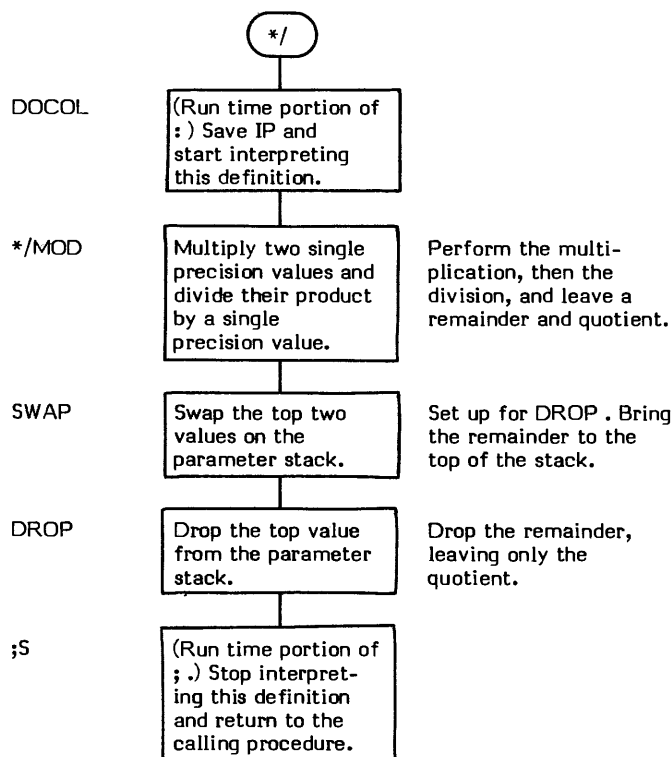 */
DOCOL
(Run time portion of
: ) Save IP and
start interpreting
this definition.
*/MOD
Multiply two single
precision values and
divide their product
by a single
precision value.
Perform the multi-
plication, then the
division, and leave a
remainder and quotient.
SWAP
Swap the top two
values on the
parameter stack.
Set up for DROP . Bring
the remainder to the
top of the stack.
DROP
Drop the top value
from the parameter
stack.
Drop the remainder,
leaving only the
quotient.
;S
(Run time portion of
; .) Stop interpret-
ing this definition
and return to the
calling procedure.